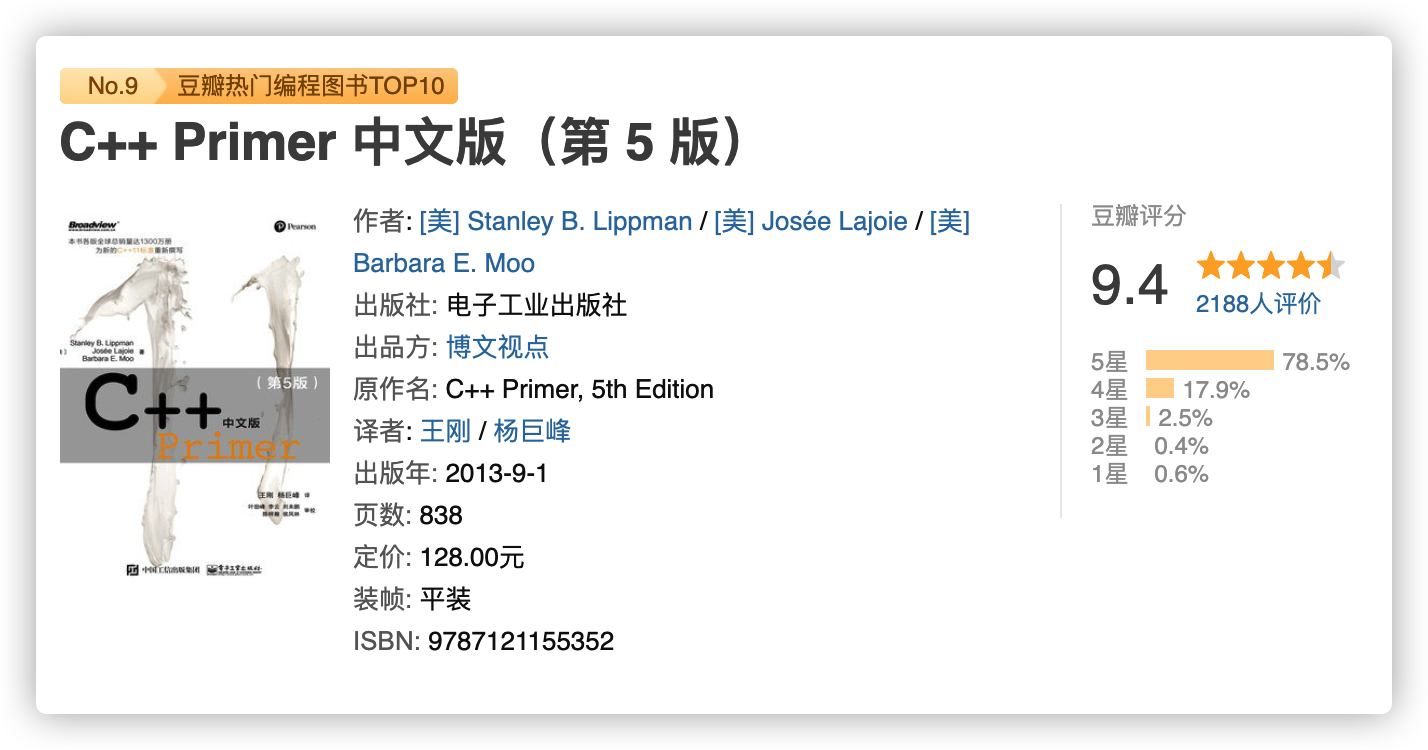 No.9 豆瓣热门编程图书TOP10
C++ Primer 中文版（第 5 版）
Broadview®
Pearson
本书各版全球总销量达1300万册
为新的C++11标准重新撰写
Stanley B. Lippman
Josée Lajoie 著
Barbara E. Moo
（第5版）
C++ 中文版
Primer
王刚 杨巨峰 译
审校
中国工信出版集团 电子工业出版社
作者: [美] Stanley B. Lippman / [美] Josée Lajoie / [美]
Barbara E. Moo
出版社: 电子工业出版社
出品方: 博文视点
原作名: C++ Primer, 5th Edition
译者: 王刚 / 杨巨峰
出版年: 2013-9-1
页数: 838
定价: 128.00元
装帧: 平装
ISBN: 9787121155352
豆瓣评分
9.4
2188人评价
5星 78.5%
4星 17.9%
3星 2.5%
2星 0.4%
1星 0.6%